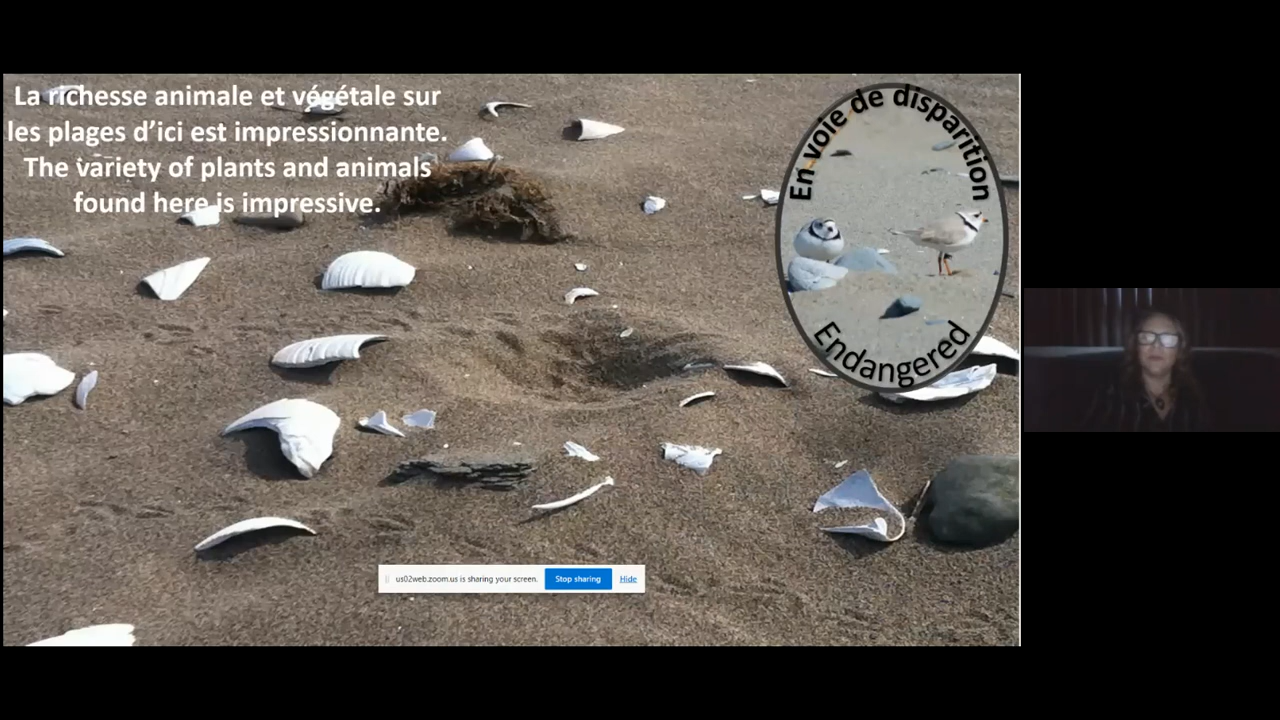 La richesse animale et végétale sur
les plages d’ici est impressionnante.
The variety of plants and animals
found here is impressive.
En voie de disparition
Endangered
us02web.zoom.us is sharing your screen. Stop sharing Hide